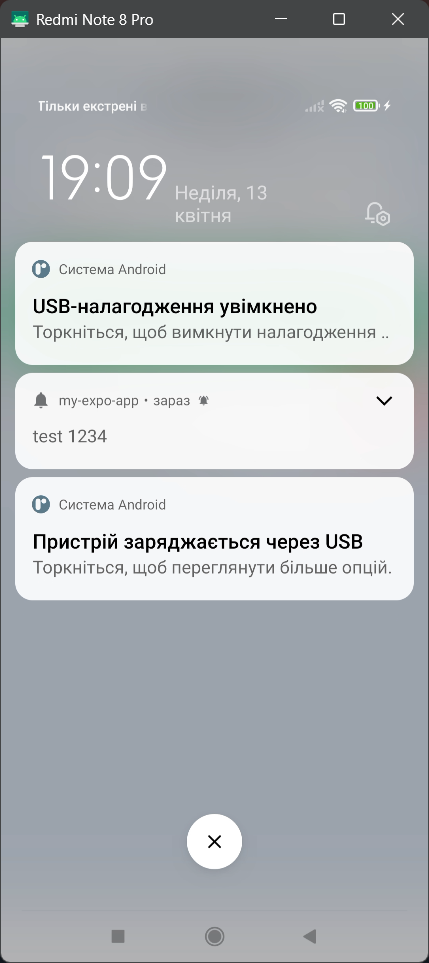 Redmi Note 8 Pro
Тільки екстрені в
100
19:09
Неділя, 13
квітня
Система Android
USB-налагодження увімкнено
Торкніться, щоб вимкнути налагодження ..
my-expo-app • зараз
test 1234
Система Android
Пристрій заряджається через USB
Торкніться, щоб переглянути більше опцій.